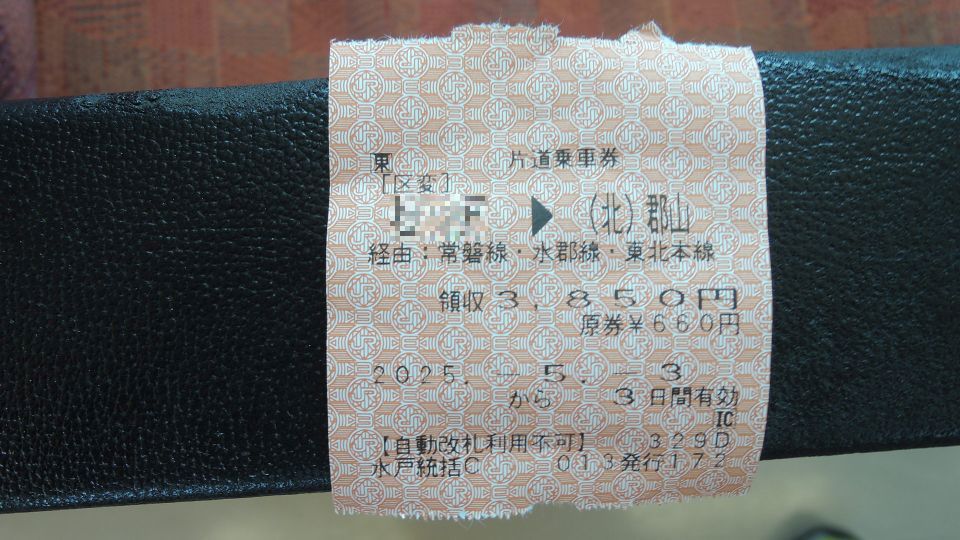 東 片道乗車券
[区変]
▶ (北)郡山
経由:常磐線・水郡線・東北本線
領収3,850円
原券¥660円
2025.-5.-3
から 3日間有効
IC
【自動改札利用不可】 329D
水戸統括C 013発行172